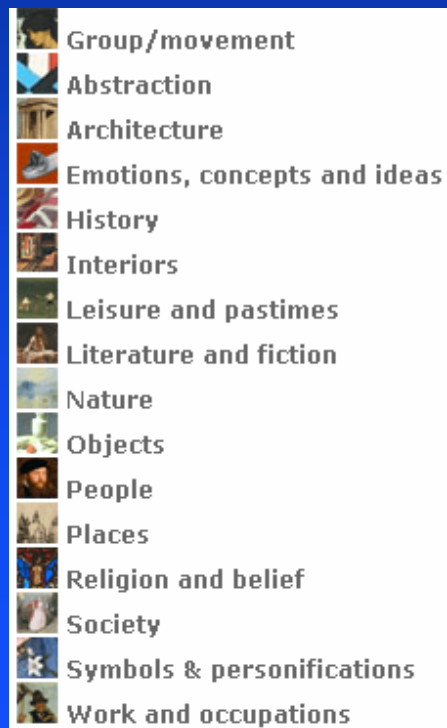 Group/movement
Abstraction
Architecture
Emotions, concepts and ideas
History
Interiors
Leisure and pastimes
Literature and fiction
Nature
Objects
People
Places
Religion and belief
Society
Symbols & personifications
Work and occupations